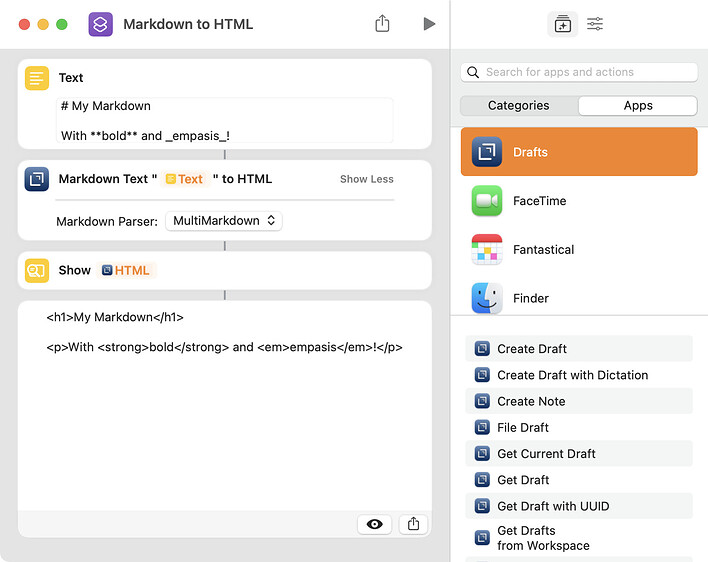 Markdown to HTML
Text
# My Markdown
With **bold** and _empasis_!
Markdown Text " Text " to HTML Show Less
Markdown Parser: MultiMarkdown
Show HTML
<h1>My Markdown</h1>
<p>With <strong>bold</strong> and <em>empasis</em>!</p>
Search for apps and actions
Categories Apps
Drafts
FaceTime
Fantastical
Finder
Create Draft
Create Draft with Dictation
Create Note
File Draft
Get Current Draft
Get Draft
Get Draft with UUID
Get Drafts
from Workspace